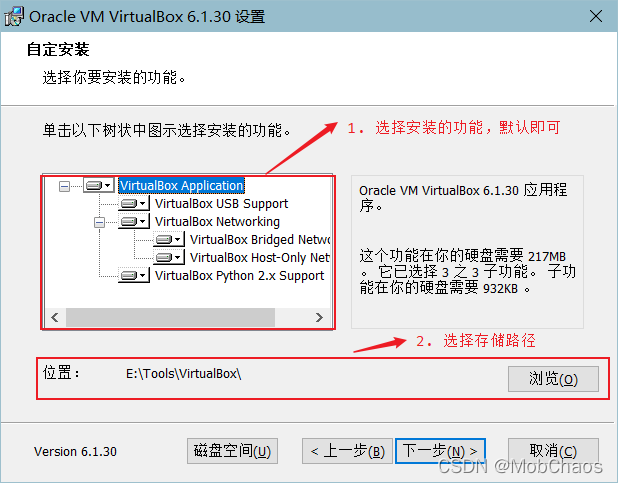 Oracle VM VirtualBox 6.1.30 设置
自定安装
选择你要安装的功能。
单击以下树状中图示选择安装的功能。
1. 选择安装的功能，默认即可
VirtualBox Application
VirtualBox USB Support
VirtualBox Networking
VirtualBox Bridged Netwo
VirtualBox Host-Only Net
VirtualBox Python 2.x Support
Oracle VM VirtualBox 6.1.30 应用程
序。
这个功能在你的硬盘需要 217MB
。 它已选择 3 之 3 子功能。 子功
能在你的硬盘需要 932KB 。
2. 选择存储路径
位置：
E:\Tools\VirtualBox\
浏览(O)
Version 6.1.30
磁盘空间(U)
< 上一步(B)
下一步(N) >
取消(C)
CSDN @MobChaos